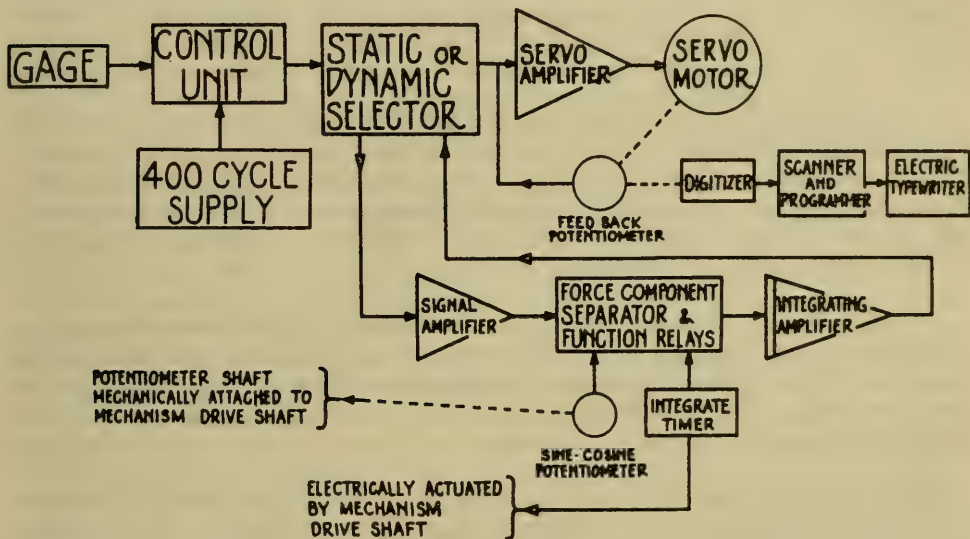 GAGE
CONTROL
UNIT
400 CYCLE
SUPPLY
STATIC OR
DYNAMIC
SELECTOR
SERVO
AMPLIFIER
SERVO
MOTOR
FEED BACK
POTENTIOMETER
DIGITIZER
SCANNER
AND
PROGRAMMER
ELECTRIC
TYPEWRITER
SIGNAL
AMPLIFIER
FORCE COMPONENT
SEPARATOR &
FUNCTION RELAYS
INTEGRATING
AMPLIFIER
POTENTIOMETER SHAFT
MECHANICALLY ATTACHED TO
MECHANISM DRIVE SHAFT
SINE-COSINE
POTENTIOMETER
INTEGRATE
TIMER
ELECTRICALLY ACTUATED
BY MECHANISM
DRIVE SHAFT